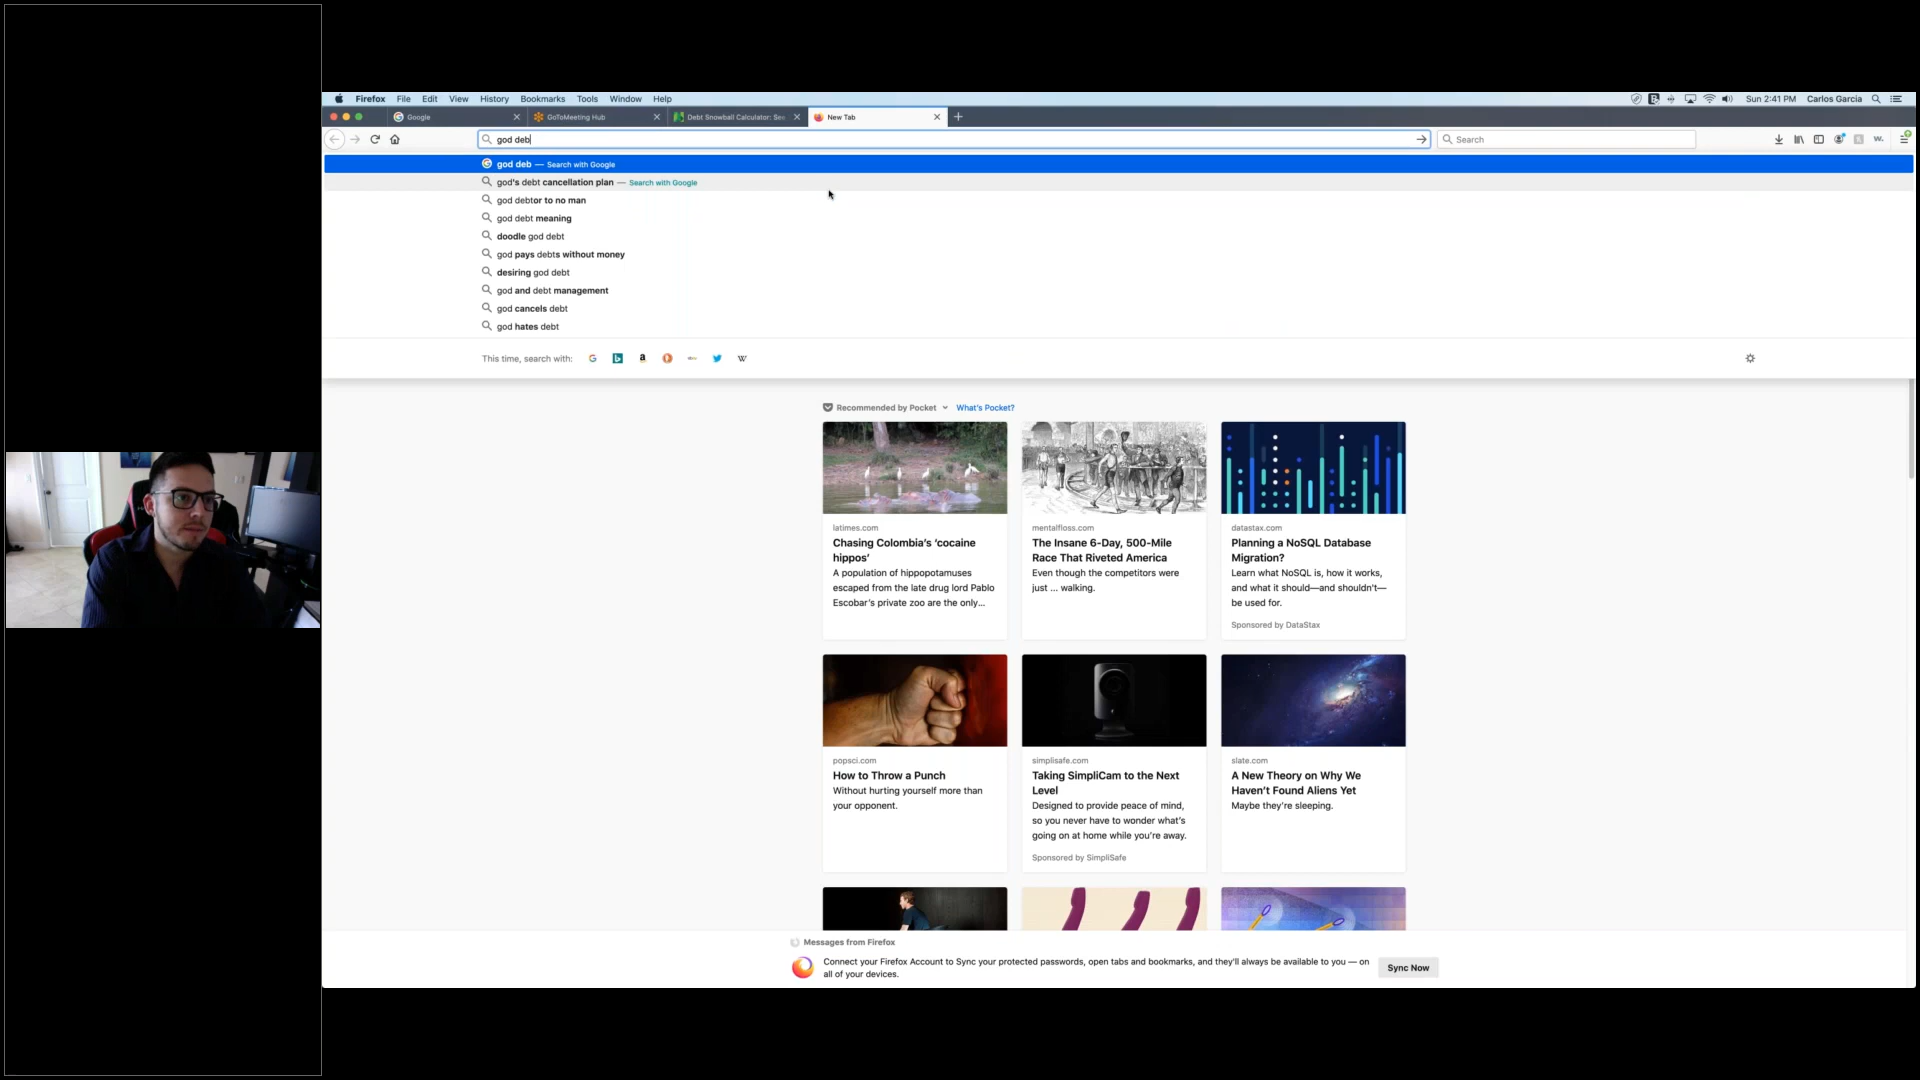 Firefox File Edit View History Bookmarks Tools Window Help
Sun 2:41 PM Carlos Garcia
Google
GoToMeeting Hub
Debt Snowball Calculator: See
New Tab
god deb
Search
god deb — Search with Google
god's debt cancellation plan — Search with Google
god debtor to no man
god debt meaning
doodle god debt
god pays debts without money
desiring god debt
god and debt management
god cancels debt
god hates debt
This time, search with:
Recommended by Pocket What's Pocket?
latimes.com
Chasing Colombia's 'cocaine
hippos'
A population of hippopotamuses
escaped from the late drug lord Pablo
Escobar's private zoo are the only...
mentalfloss.com
The Insane 6-Day, 500-Mile
Race That Riveted America
Even though the competitors were
just ... walking.
datastax.com
Planning a NoSQL Database
Migration?
Learn what NoSQL is, how it works,
and what it should—and shouldn't—
be used for.
Sponsored by DataStax
popsci.com
How to Throw a Punch
Without hurting yourself more than
your opponent.
simplisafe.com
Taking SimpliCam to the Next
Level
Designed to provide peace of mind,
so you never have to wonder what's
going on at home while you're away.
Sponsored by SimpliSafe
slate.com
A New Theory on Why We
Haven't Found Aliens Yet
Maybe they're sleeping.
Messages from Firefox
Connect your Firefox Account to Sync your protected passwords, open tabs and bookmarks, and they'll always be available to you — on
all of your devices.
Sync Now